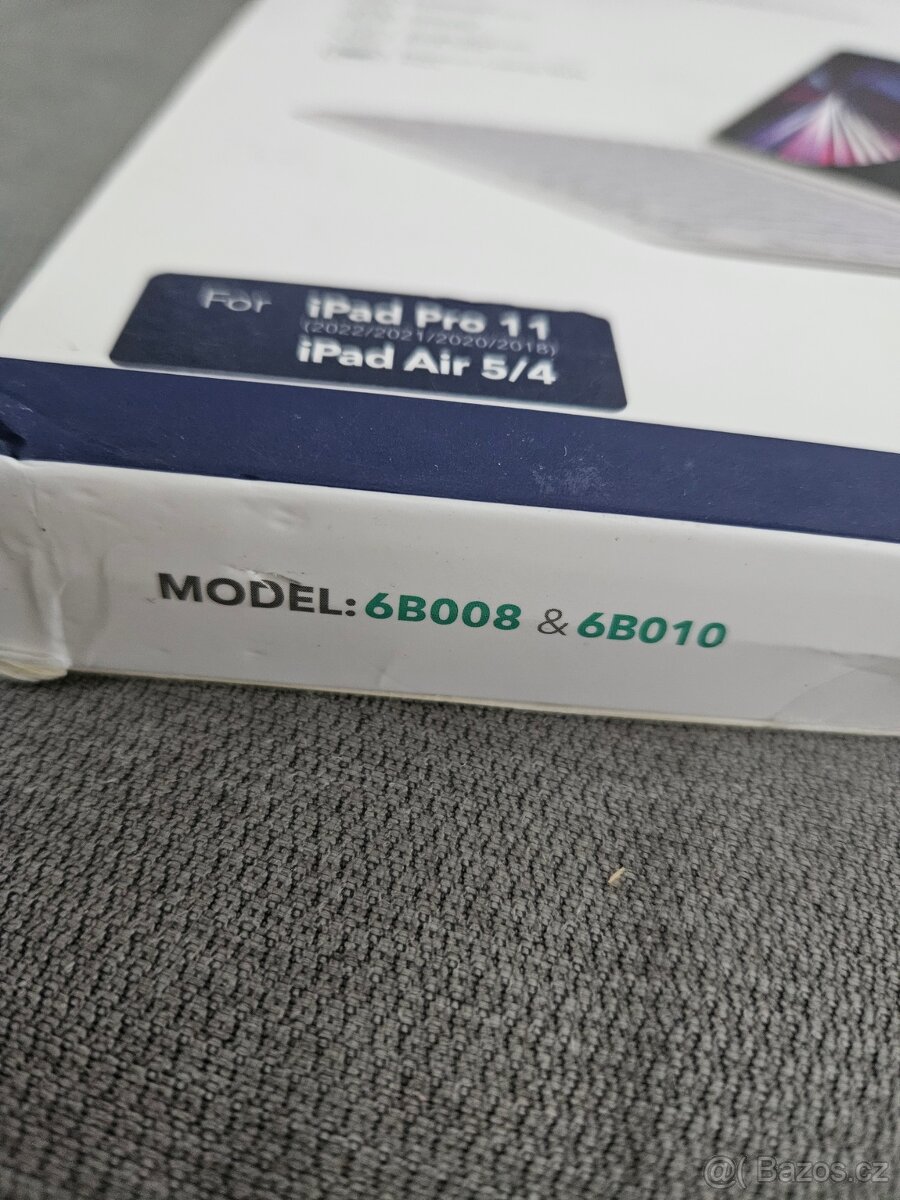 For iPad Pro 11
(2022/2021/2020/2018)
iPad Air 5/4
MODEL: 6B008 & 6B010
@( Bazos.cz